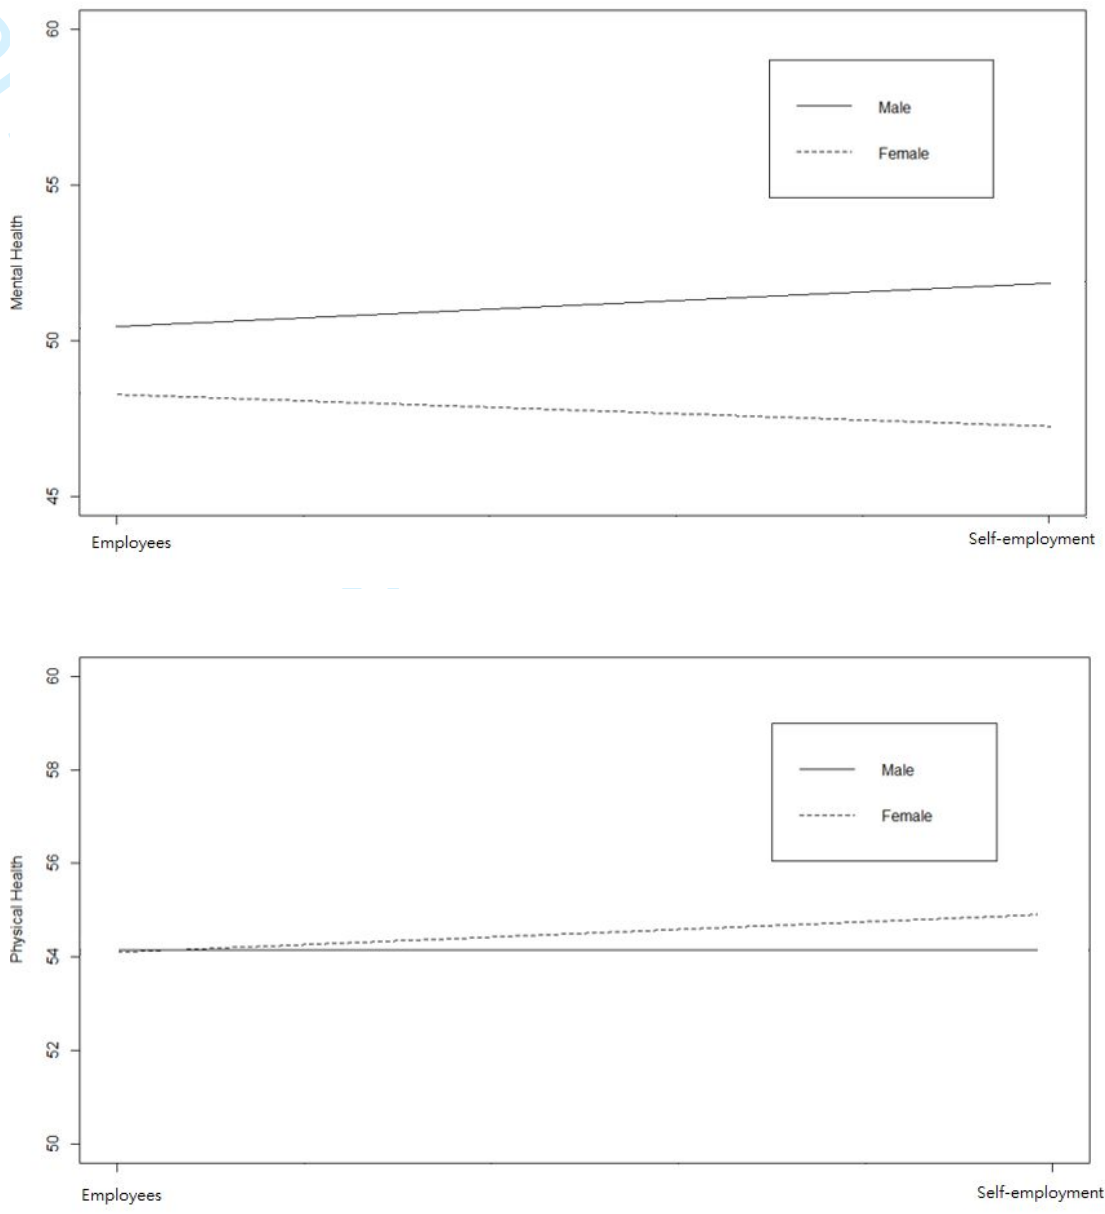 60
55
50
45
Mental Health
Male
Female
Employees
Self-employment
60
58
56
54
52
50
Physical Health
Male
Female
Employees
Self-employment